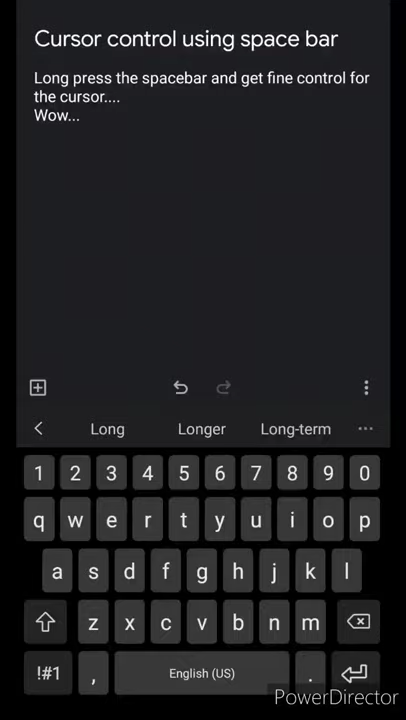 Cursor control using space bar
Long press the spacebar and get fine control for
the cursor....
Wow...
Long Longer Long-term
1 2 3 4 5 6 7 8 9 0
q w e r t y u i o p
a s d f g h j k l
z x c v b n m
!#1 , English (US) .
PowerDirector